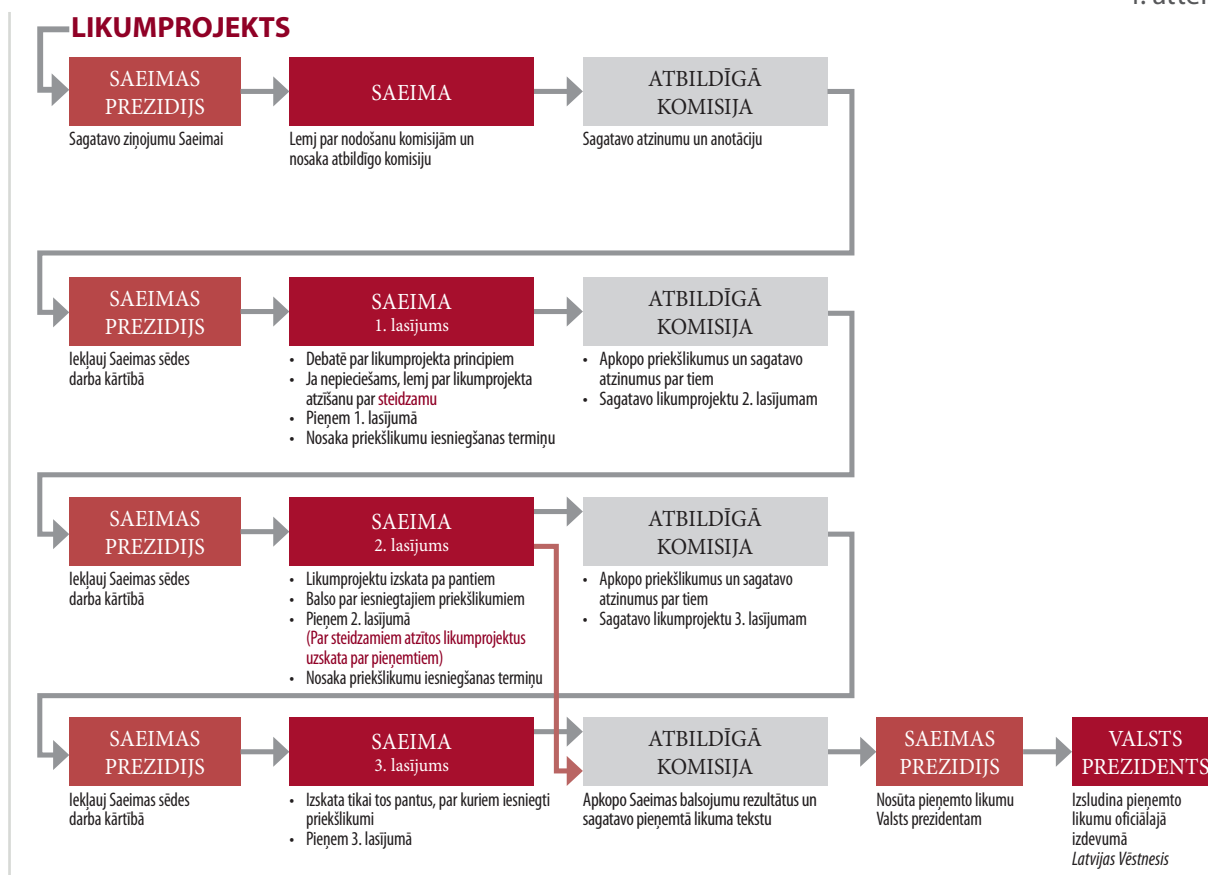 LIKUMPROJEKTS
SAEIMAS
PREZIDIJS
Sagatavo ziņojumu Saeimai
SAEIMA
Lemj par nodošanu komisijām un
nosaka atbildīgo komisiju
ATBILDĪGĀ
KOMISIJA
Sagatavo atzinumu un anotāciju
SAEIMAS
PREZIDIJS
Iekļauj Saeimas sēdes
darba kārtībā
SAEIMA
1. lasījums
• Debatē par likumprojekta principiem
• Ja nepieciešams, lemj par likumprojekta
atzīšanu par steidzamu
• Pieņem 1. lasījumā
• Nosaka priekšlikumu iesniegšanas termiņu
ATBILDĪGĀ
KOMISIJA
• Apkopo priekšlikumus un sagatavo
atzinumus par tiem
• Sagatavo likumprojektu 2. lasījumam
SAEIMAS
PREZIDIJS
Iekļauj Saeimas sēdes
darba kārtībā
SAEIMA
2. lasījums
• Likumprojektu izskata pa pantiem
• Balso par iesniegtajiem priekšlikumiem
• Pieņem 2. lasījumā
(Par steidzamiem atzītos likumprojektus
uzskata par pieņemtiem)
• Nosaka priekšlikumu iesniegšanas termiņu
ATBILDĪGĀ
KOMISIJA
• Apkopo priekšlikumus un sagatavo
atzinumus par tiem
• Sagatavo likumprojektu 3. lasījumam
SAEIMAS
PREZIDIJS
Iekļauj Saeimas sēdes
darba kārtībā
SAEIMA
3. lasījums
• Izskata tikai tos pantus, par kuriem iesniegti
priekšlikumi
• Pieņem 3. lasījumā
ATBILDĪGĀ
KOMISIJA
Apkopo Saeimas balsojumu rezultātus un
sagatavo pieņemtā likuma tekstu
SAEIMAS
PREZIDIJS
Nosūta pieņemto likumu
Valsts prezidentam
VALSTS
PREZIDENTS
Izsludina pieņemto
likumu oficiālajā
izdevumā
Latvijas Vēstnesis